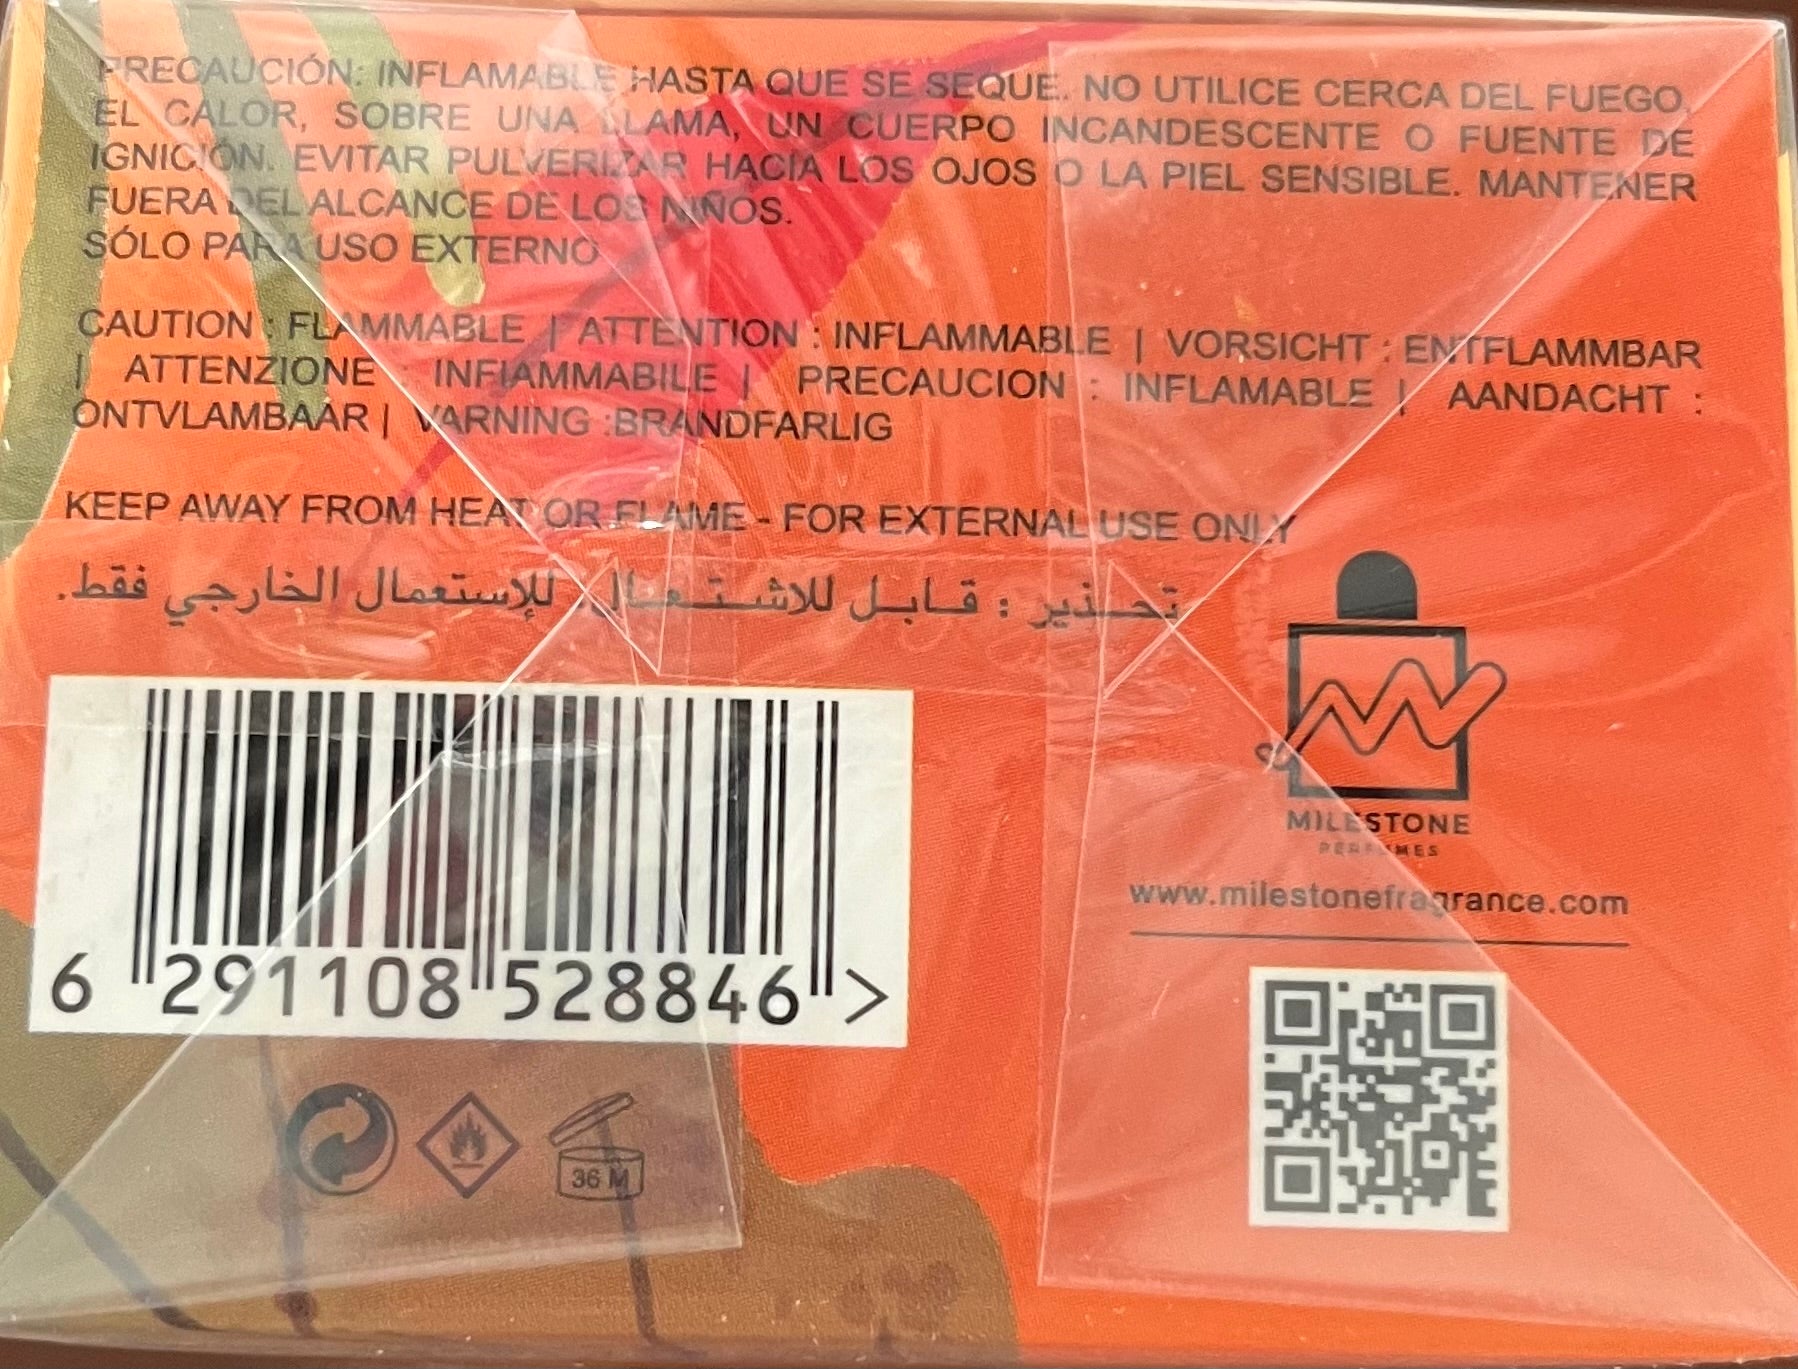 PRECAUCIÓN: INFLAMABLE HASTA QUE SE SEQUE. NO UTILICE CERCA DEL FUEGO,
EL CALOR, SOBRE UNA LLAMA, UN CUERPO INCANDESCENTE O FUENTE DE
IGNICIÓN. EVITAR PULVERIZAR HACIA LOS OJOS O LA PIEL SENSIBLE. MANTENER
FUERA DEL ALCANCE DE LOS NIÑOS.
SÓLO PARA USO EXTERNO
CAUTION : FLAMMABLE | ATTENTION : INFLAMMABLE | VORSICHT : ENTFLAMMBAR
| ATTENZIONE : INFIAMMABILE | PRECAUCION : INFLAMABLE | AANDACHT :
ONTVLAMBAAR | VARNING :BRANDFARLIG
KEEP AWAY FROM HEAT OR FLAME - FOR EXTERNAL USE ONLY
تحـــذير : قـابـل للاشـتـعـال. للإستعمال الخارجي فقط.
6 291108 528846 >
36 M
MILESTONE
PERFUMES
www.milestonefragrance.com